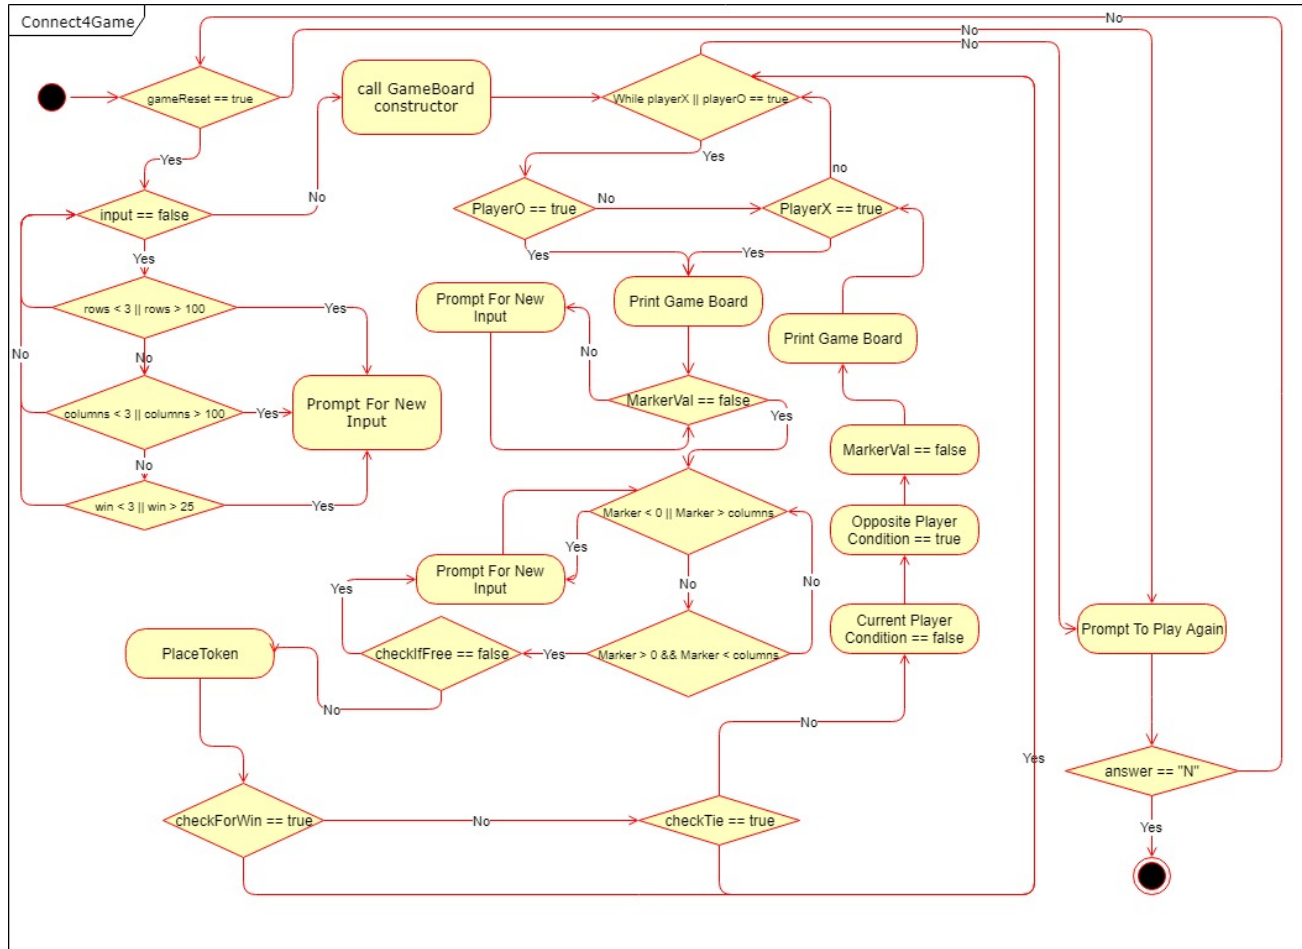 Connect4Game
No
No
No
gameReset == true
call GameBoard
constructor
While playerX || playerO == true
Yes
Yes
no
No
input == false
PlayerO == true
No
PlayerX == true
Yes
Yes
Yes
rows < 3 || rows > 100
Yes
Prompt For New
Input
Print Game Board
Print Game Board
No
No
No
columns < 3 || columns > 100
Yes
Prompt For New
Input
MarkerVal == false
Yes
No
MarkerVal == false
win < 3 || win > 25
Yes
Marker < 0 || Marker > columns
Opposite Player
Condition == true
Yes
Prompt For New
Input
Yes
No
No
Current Player
Condition == false
Prompt To Play Again
PlaceToken
checkIfFree == false
Yes
Marker > 0 && Marker < columns
No
No
Yes
answer == "N"
checkForWin == true
No
checkTie == true
Yes